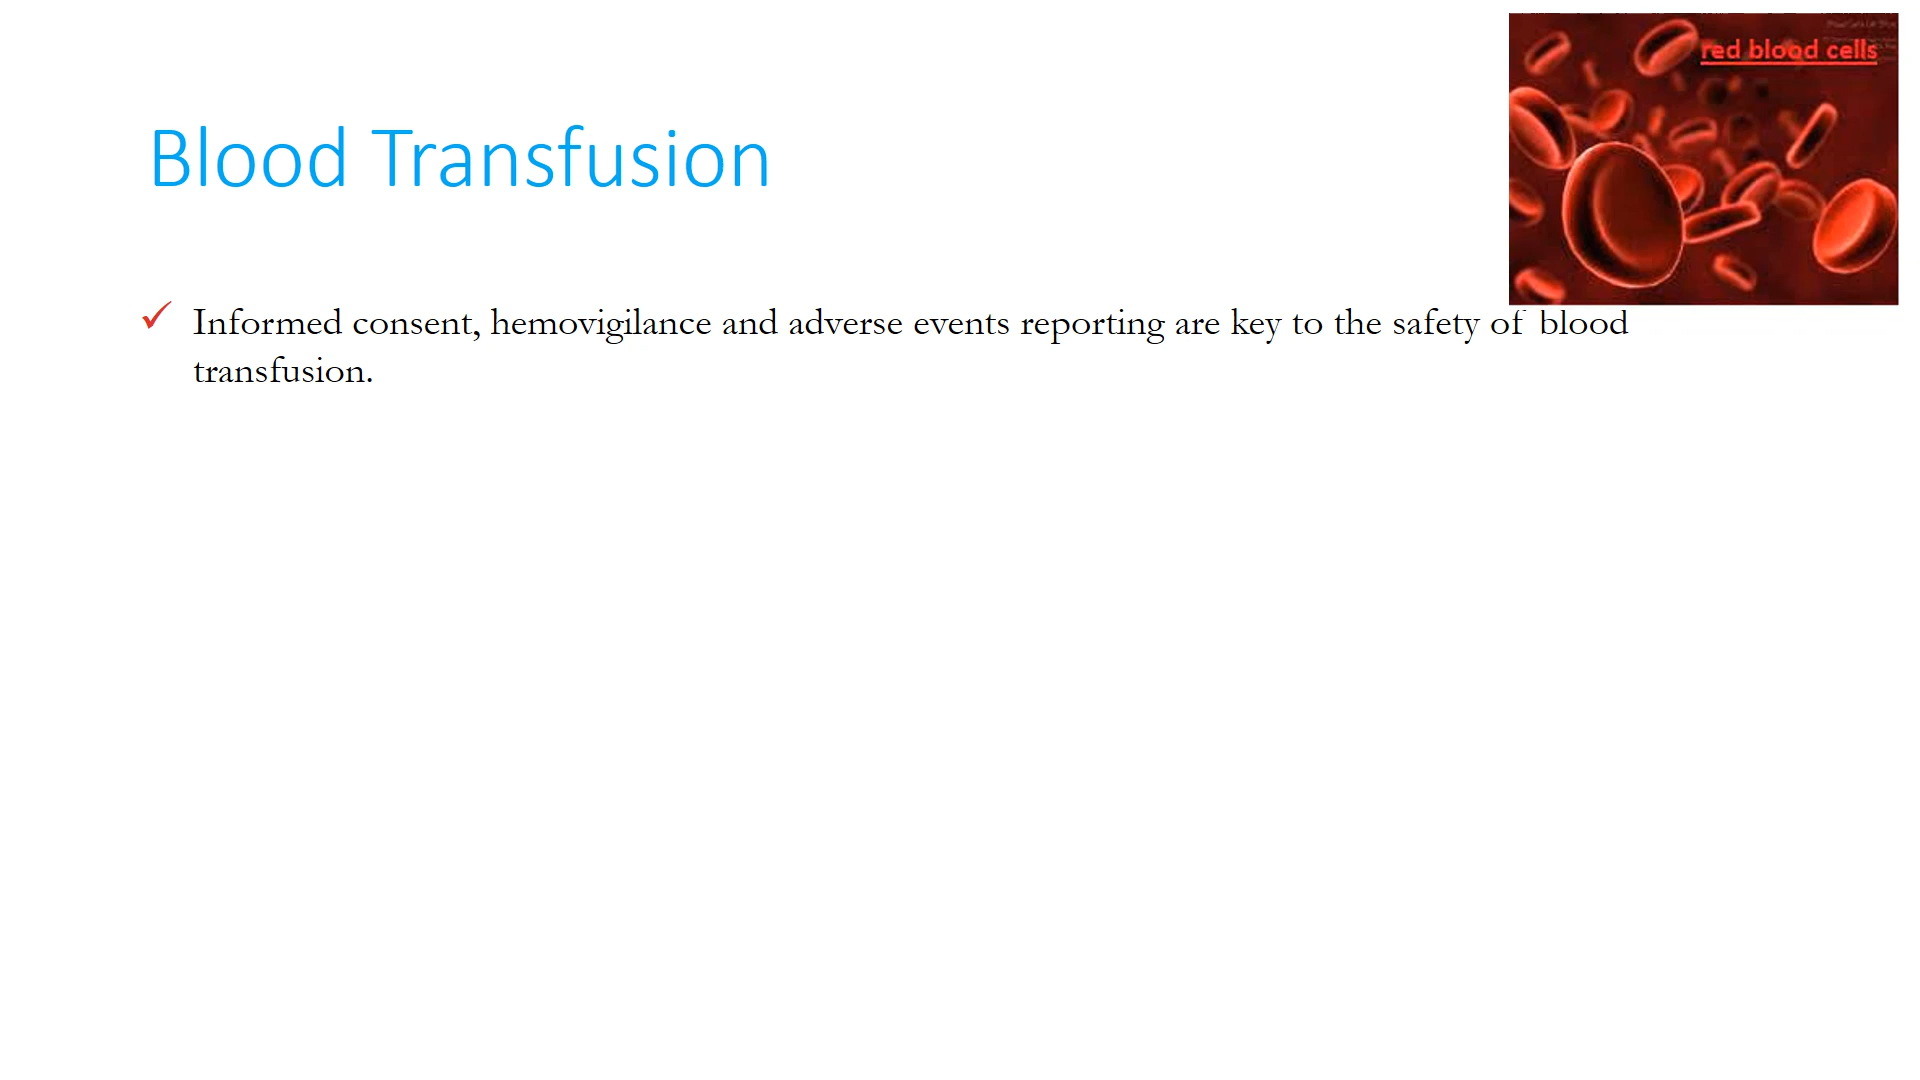 red blood cells
Blood Transfusion
Informed consent, hemovigilance and adverse events reporting are key to the safety of blood
transfusion.